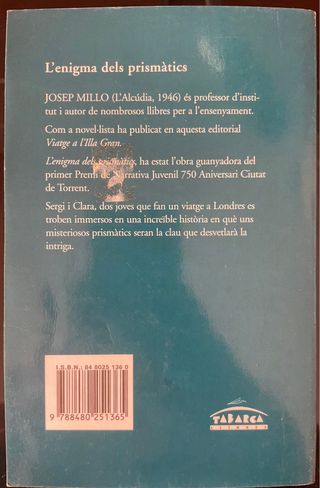 L'enigma dels prismàtics
JOSEP MILLO (L'Alcúdia, 1946) és professor d'insti-
tut i autor de nombrosos llibres per a l'ensenyament.
Com a novel·lista ha publicat en aquesta editorial
Viatge a l'Illa Gran.
L'enigma dels prismàtics, ha estat l'obra guanyadora del
primer Premi de Narrativa Juvenil 750 Aniversari Ciutat
de Torrent.
Sergi i Clara, dos joves que fan un viatge a Londres es
troben immersos en una increïble història en què uns
misteriosos prismàtics seran la clau que desvetlarà la
intriga.
I.S.B.N.: 84 8025 136 0
9 788480 251365
TABARCA
LLIBRES